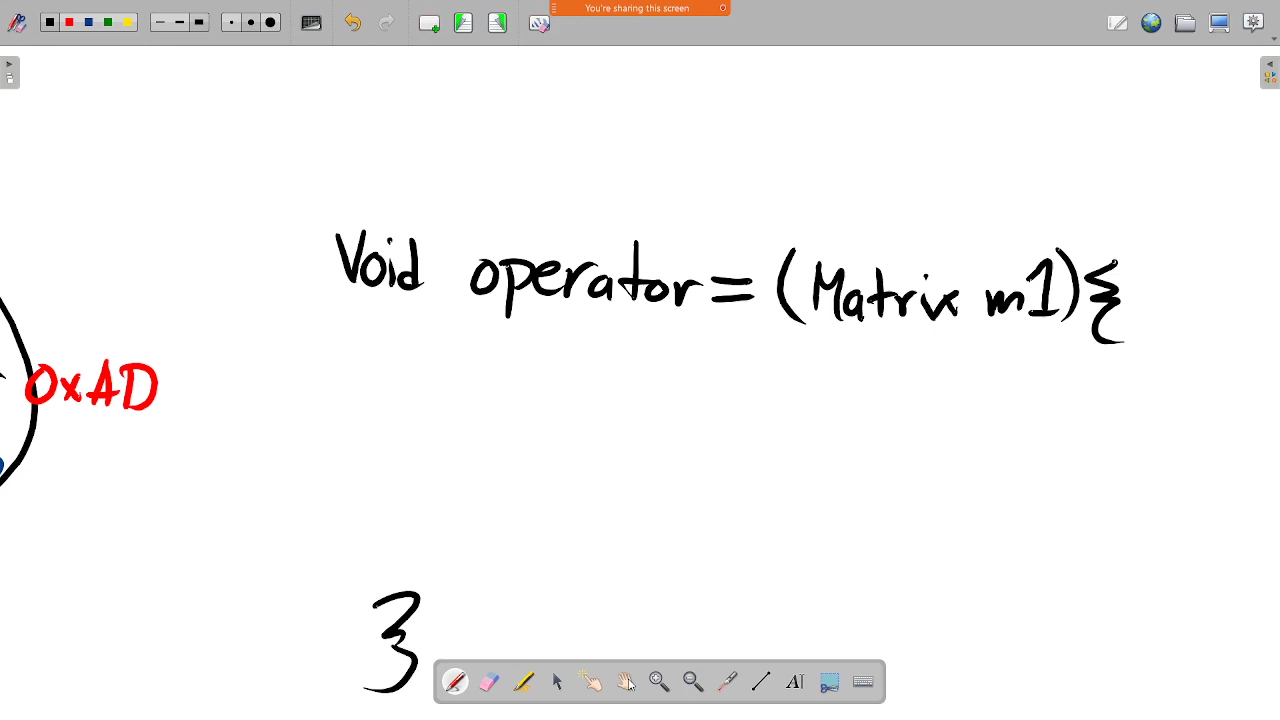 You're sharing this screen
Void operator=(Matrix m1){
0xAD
}